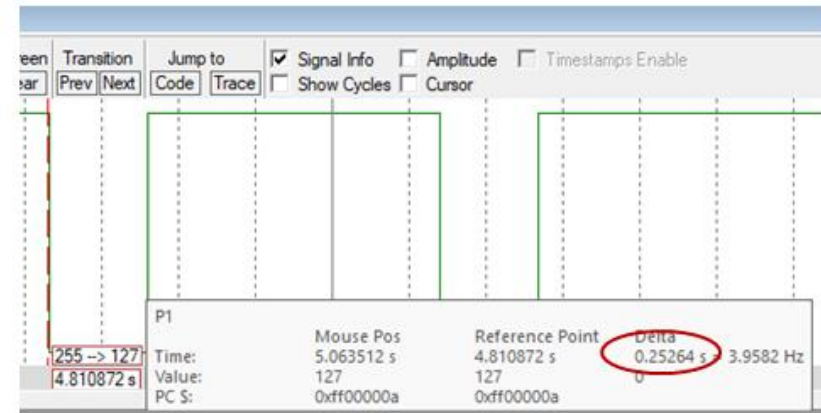 Transition Jump to Signal Info Amplitude Timestamps Enable
Prev Next Code Trace Show Cycles Cursor
P1
Mouse Pos Reference Point Delta
255 --> 127 Time: 5.063512 s 4.810872 s 0.25264 s = 3.9582 Hz
4.810872 s Value: 127 127 0
PC $: 0xff00000a 0xff00000a